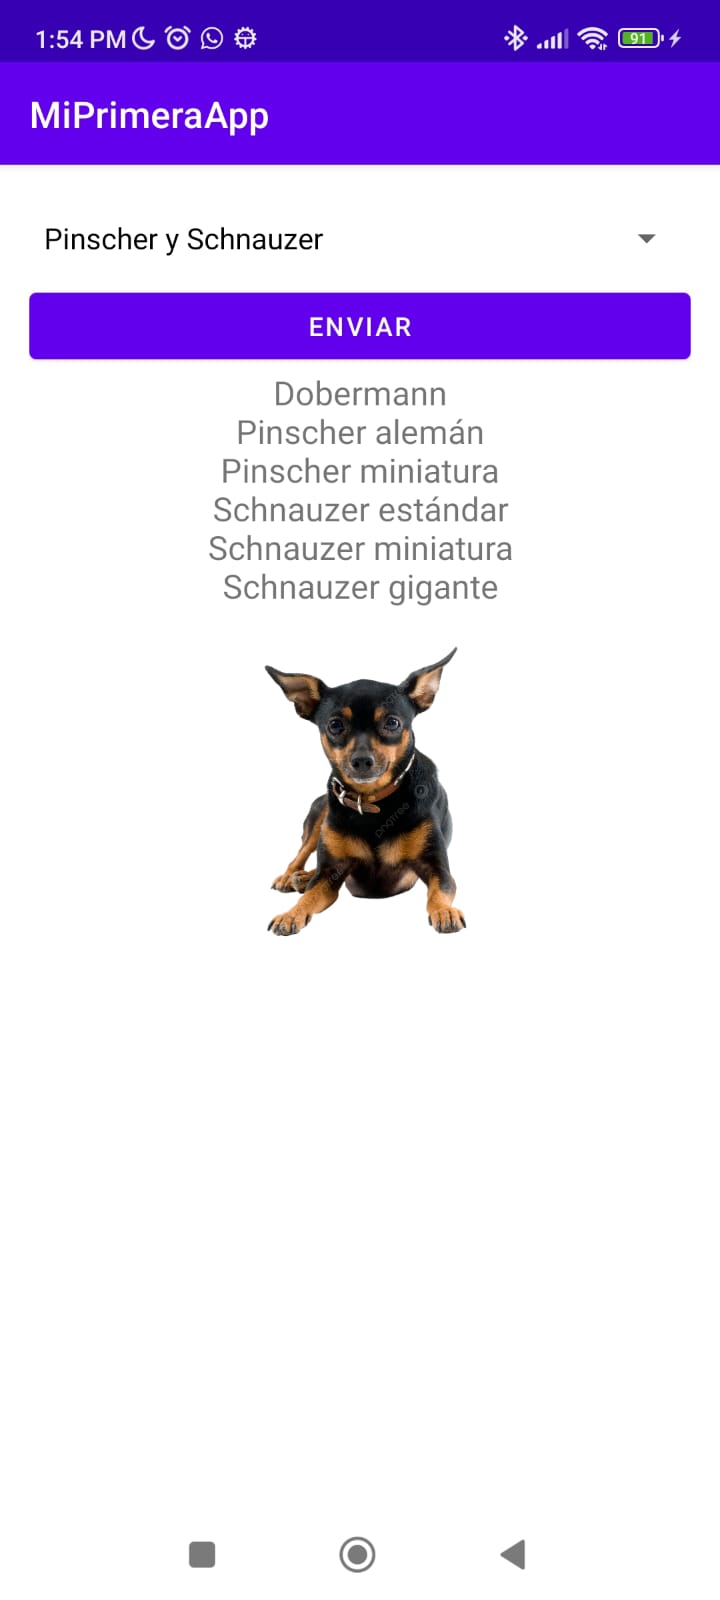 1:54 PM
91
MiPrimeraApp
Pinscher y Schnauzer
ENVIAR
Dobermann
Pinscher alemán
Pinscher miniatura
Schnauzer estándar
Schnauzer miniatura
Schnauzer gigante
pngtree